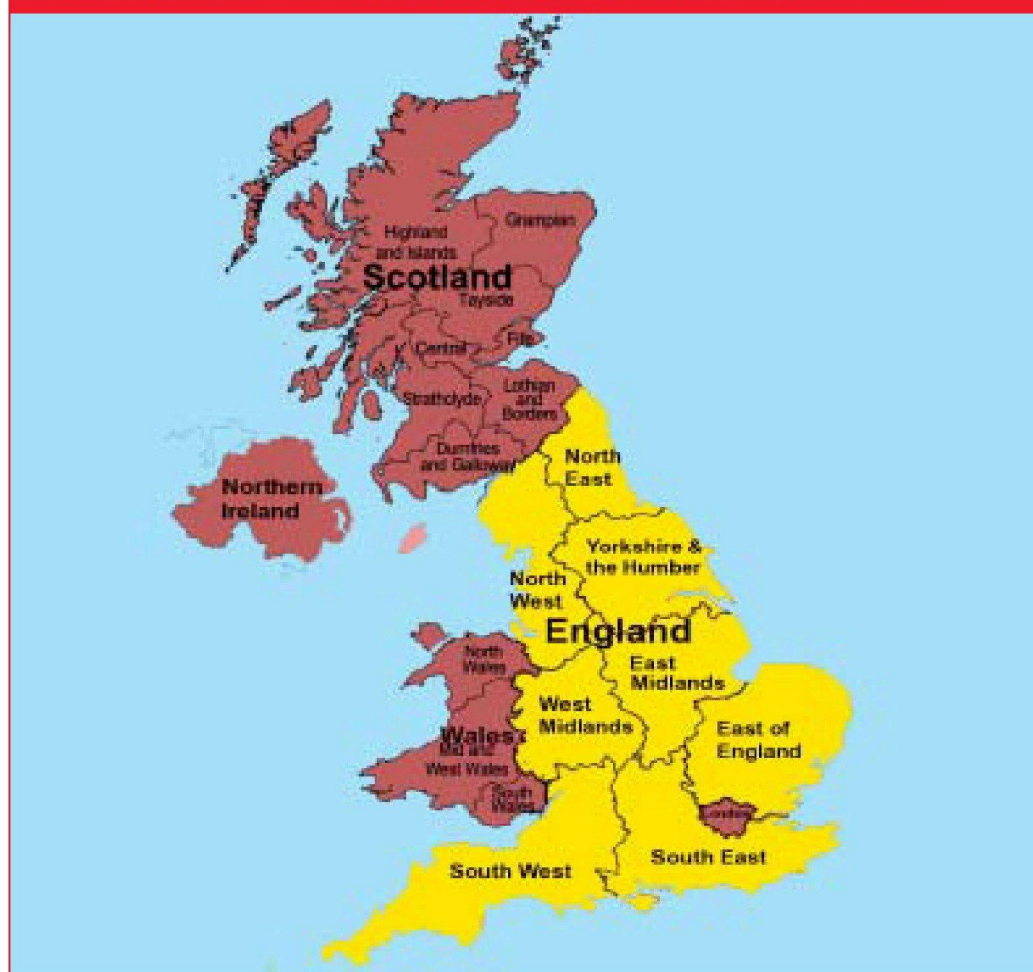 Grampian
Highland
and Islands
Scotland
Tayside
Fife
Central
Strathclyde
Lothian
and
Borders
Dumfries
and Galloway
North
East
Northern
Ireland
Yorkshire &
the Humber
North
West
England
North
Wales
East
Midlands
West
Midlands
Wales
Mid and
West Wales
East of
England
South
Wales
London
South East
South West